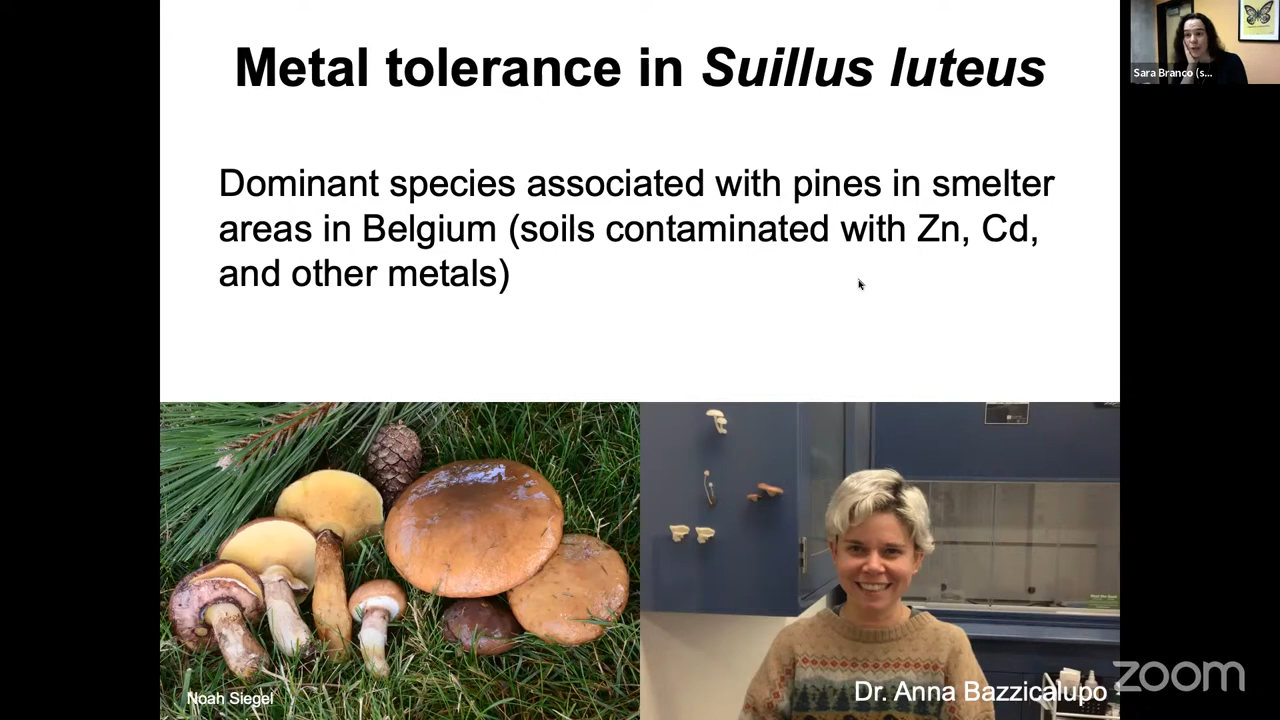 Metal tolerance in Suillus luteus
Sara Branco (s...
Dominant species associated with pines in smelter
areas in Belgium (soils contaminated with Zn, Cd,
and other metals)
Noah Siegel
Dr. Anna Bazzicalupo
zoom